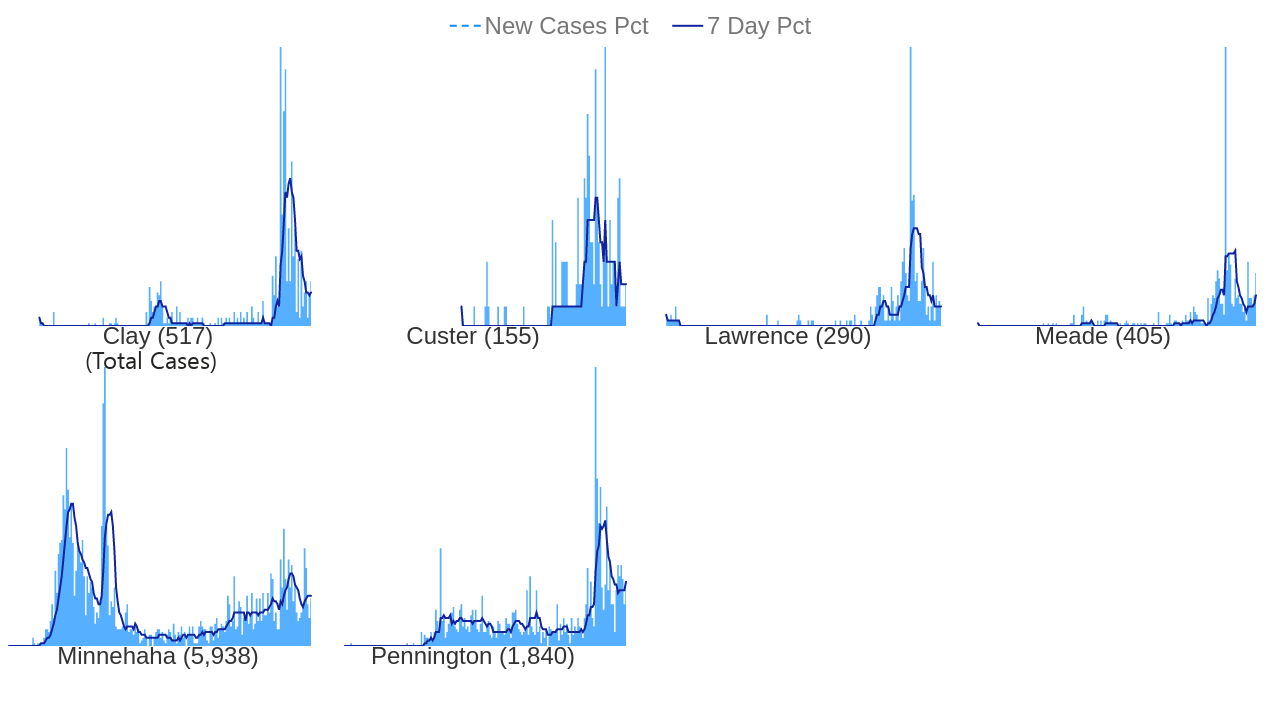 New Cases Pct 7 Day Pct
Clay (517) Custer (155) Lawrence (290) Meade (405)
(Total Cases)
Minnehaha (5,938) Pennington (1,840)